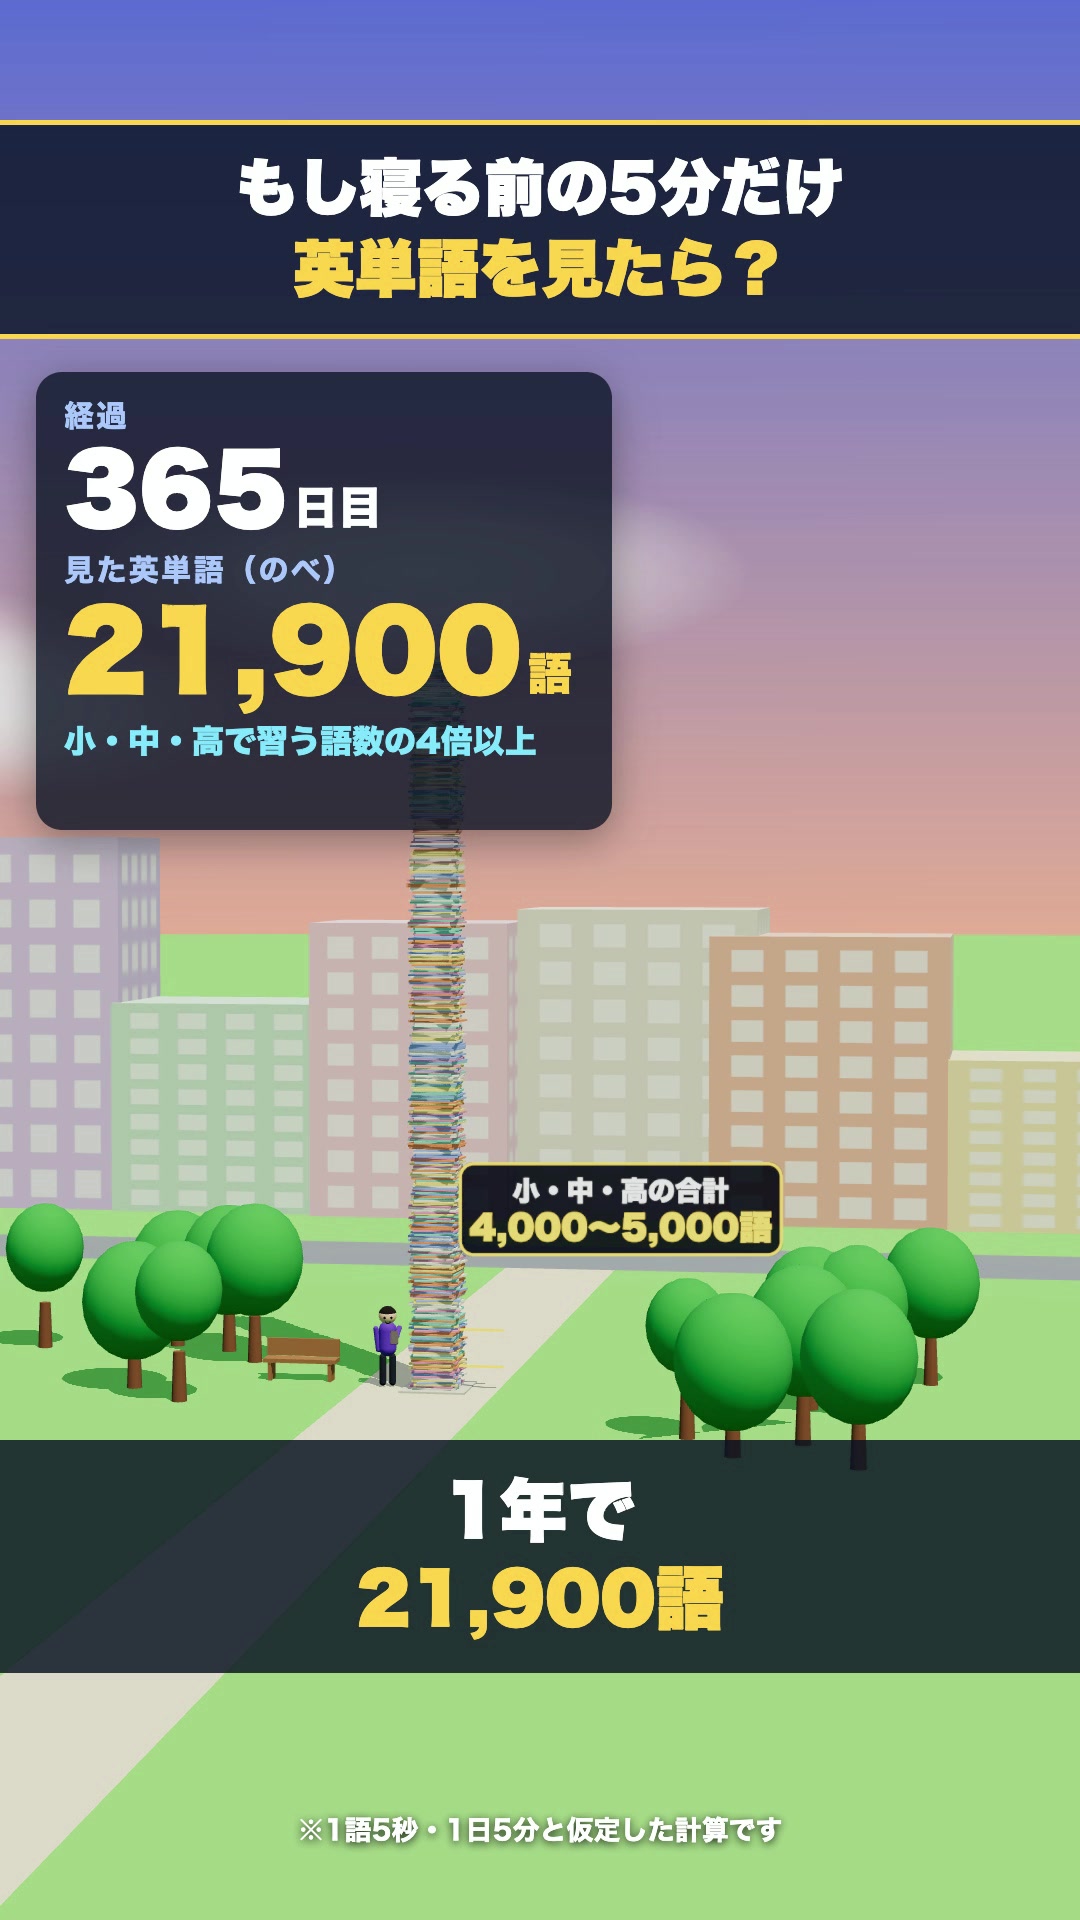 もし寝る前の5分だけ
英単語を見たら？
経過
365日目
見た英単語（のべ）
21,900語
小・中・高で習う語数の4倍以上
小・中・高の合計
4,000〜5,000語
1年で
21,900語
※1語5秒・1日5分と仮定した計算です